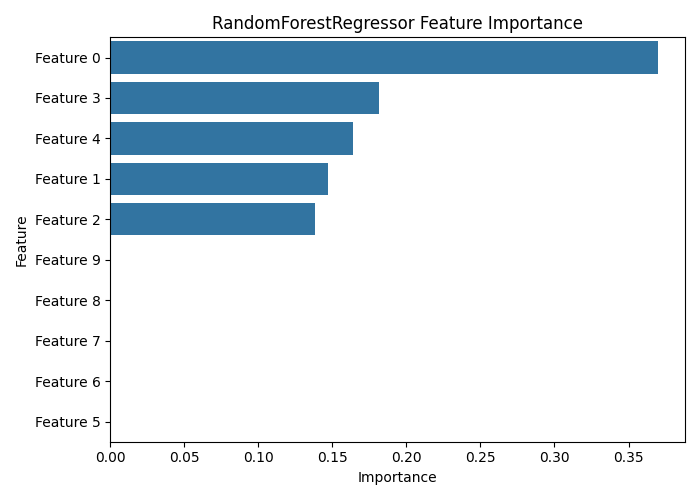 RandomForestRegressor Feature Importance
Feature 0
Feature 3
Feature 4
Feature 1
Feature 2
Feature 9
Feature 8
Feature 7
Feature 6
Feature 5
Feature
0.00 0.05 0.10 0.15 0.20 0.25 0.30 0.35
Importance